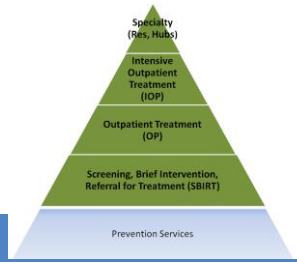 Specialty
(Res, Hubs)
Intensive
Outpatient
Treatment
(IOP)
Outpatient Treatment
(OP)
Screening, Brief Intervention,
Referral for Treatment (SBIRT)
Prevention Services